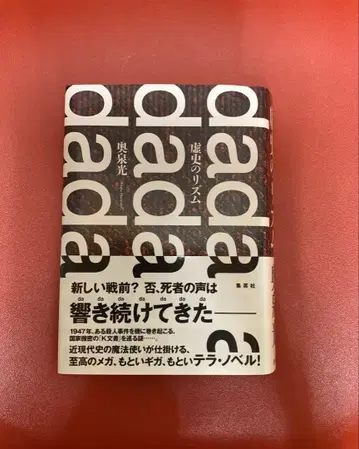 dada
dada
dada
虚史のリズム
奥泉光
集英社
新しい戦前? 否、死者の声は
da da da da da da da
響き続けてきた——
1947年、ある殺人事件を機に巻き起こる、
国家機密の「K文書」を巡る謎……。
近現代史の魔法使いが仕掛ける、
至高のメガ、もといギガ、もといテラ・ノベル!